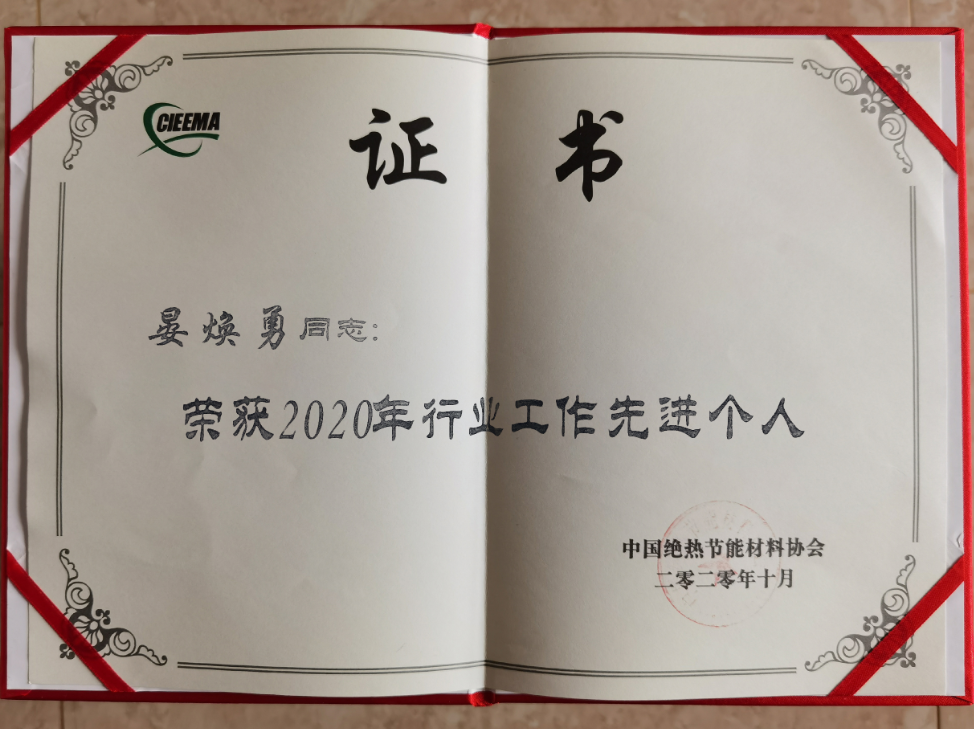 CIEEMA
证书
晏焕勇同志:
荣获2020年行业工作先进个人
中国绝热节能材料协会
二零二零年十月